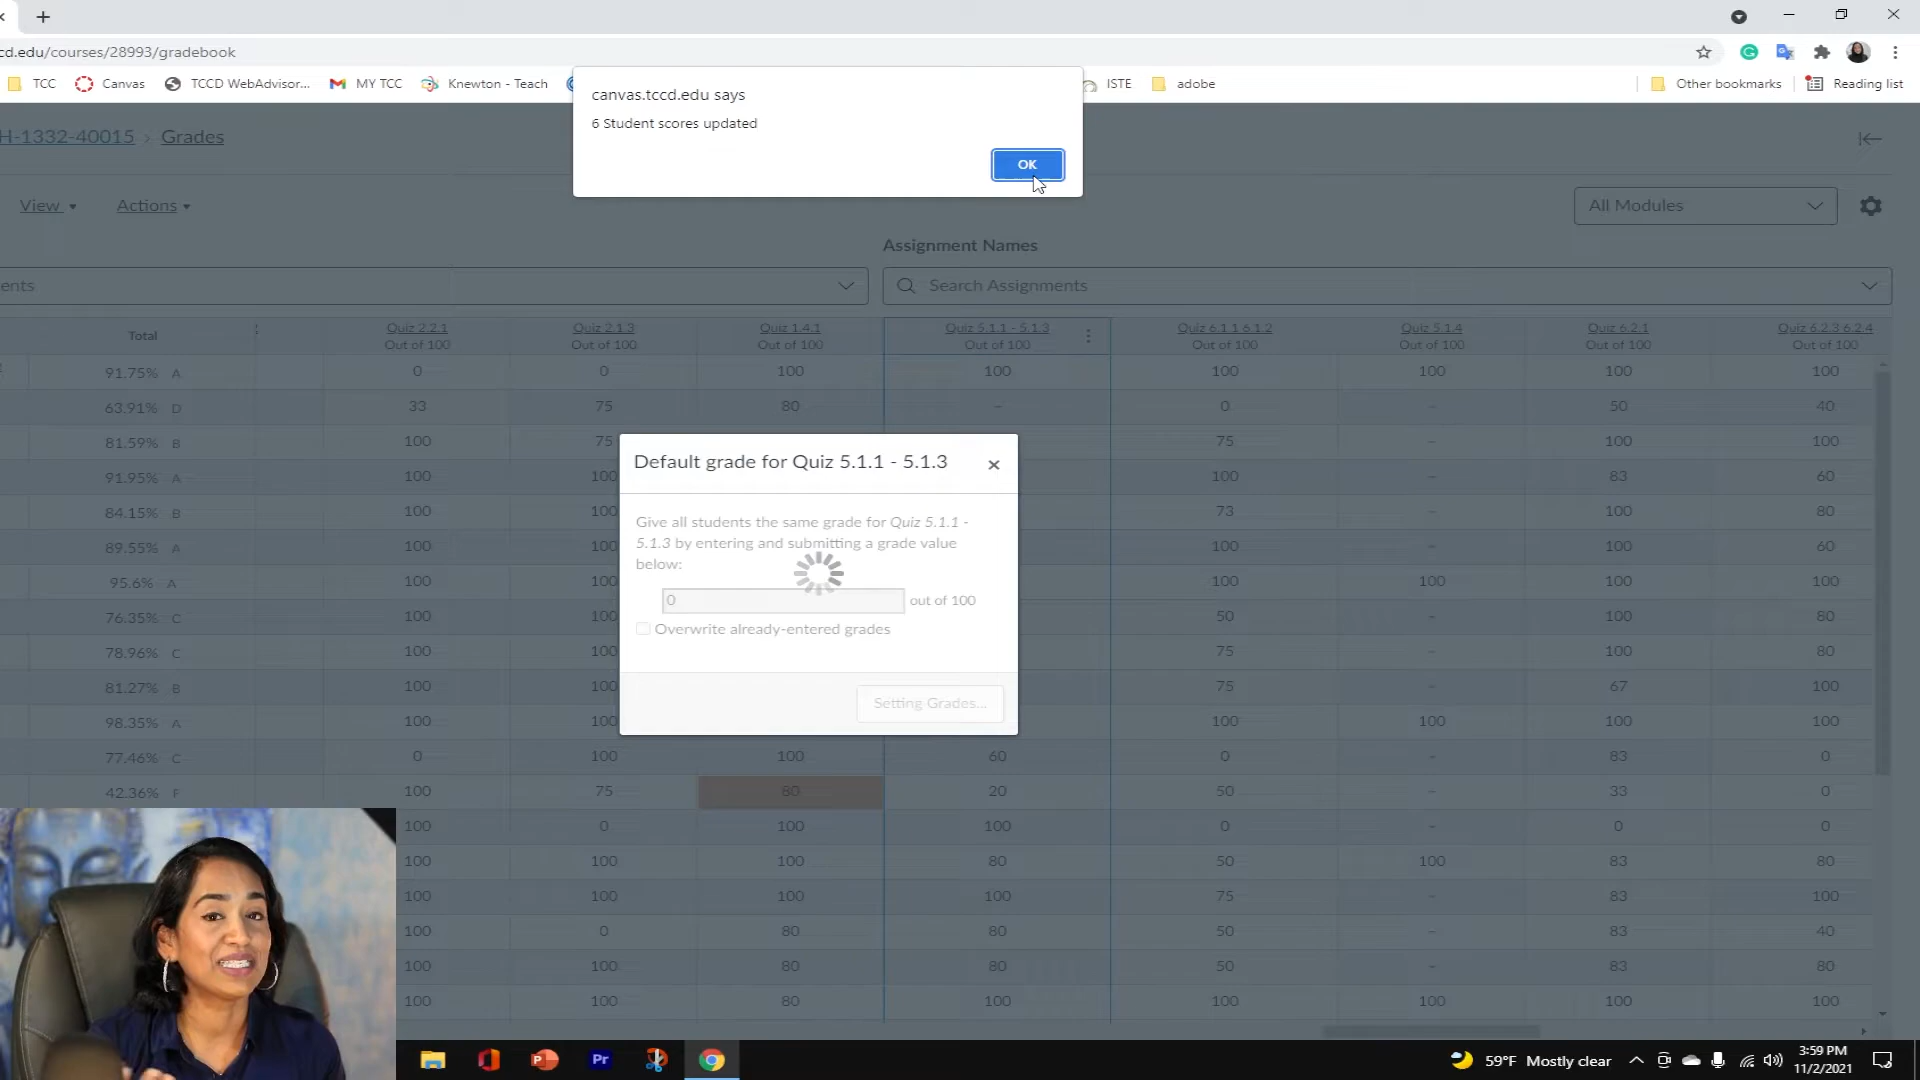 cd.edu/courses/28993/gradebook
TCC Canvas TCCD WebAdvisor... MY TCC Knewton - Teach ISTE adobe Other bookmarks Reading list
canvas.tccd.edu says
6 Student scores updated
OK
H-1332-40015 › Grades
View Actions All Modules
Assignment Names
ents Search Assignments
Total Quiz 2.2.1 Quiz 2.1.3 Quiz 1.4.1 Quiz 5.1.1 - 5.1.3 Quiz 6.1.1 6.1.2 Quiz 5.1.4 Quiz 6.2.1 Quiz 6.2.3 6.2.4
Out of 100 Out of 100 Out of 100 Out of 100 Out of 100 Out of 100 Out of 100 Out of 100
91.75% A 0 0 100 100 100 100 100 100
63.91% D 33 75 80 – 0 – 50 40
81.59% B 100 75 75 – 100 100
91.95% A 100 100 100 – 83 60
84.15% B 100 100 73 – 100 80
89.55% A 100 100 100 – 100 60
95.6% A 100 100 100 100 100 100
76.35% C 100 100 50 – 100 80
78.96% C 100 100 75 – 100 80
81.27% B 100 100 75 – 67 100
98.35% A 100 100 100 100 100 100
77.46% C 0 100 100 60 0 – 83 0
42.36% F 100 75 80 20 50 – 33 0
100 0 100 100 0 – 0 0
100 100 100 80 50 100 83 80
100 100 100 100 75 – 83 100
100 0 80 80 50 – 83 40
100 100 80 80 50 – 83 80
100 100 80 100 100 100 100 100
Default grade for Quiz 5.1.1 - 5.1.3
Give all students the same grade for Quiz 5.1.1 -
5.1.3 by entering and submitting a grade value
below:
0 out of 100
Overwrite already-entered grades
Setting Grades...
Pr
59°F Mostly clear
3:59 PM
11/2/2021